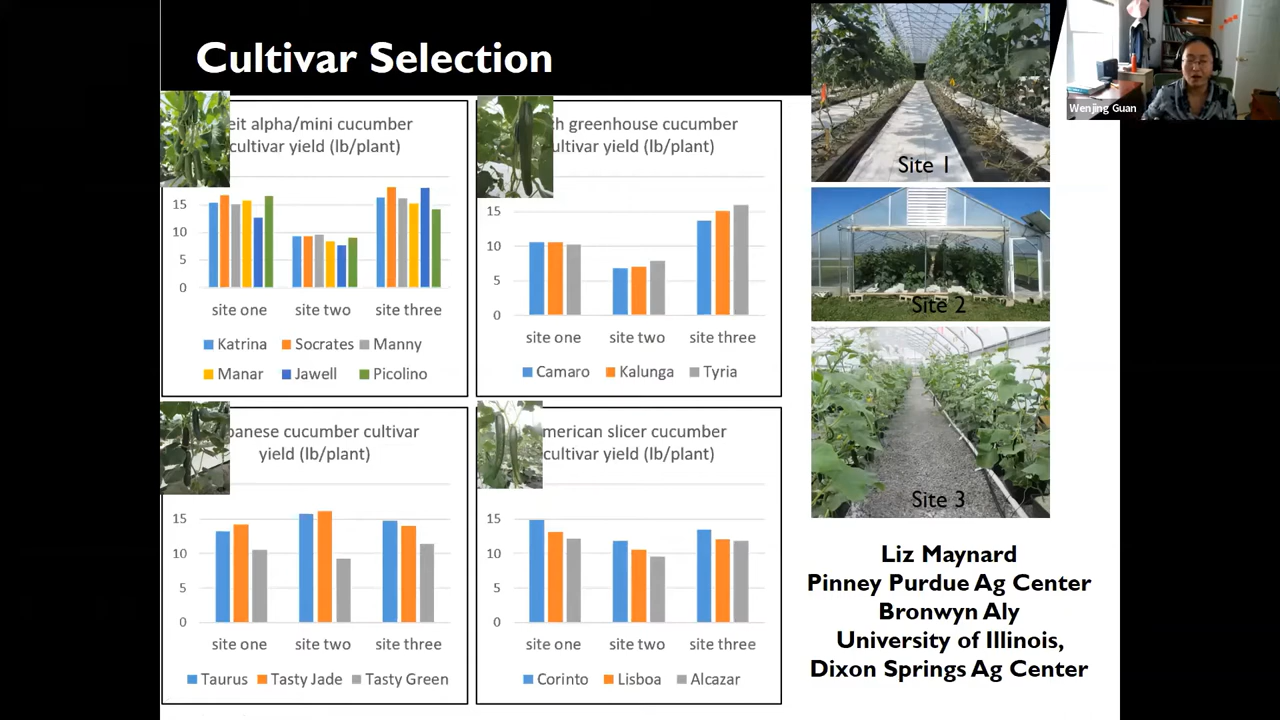 Cultivar Selection
Wenjing Guan
alpha/mini cucumber
cultivar yield (lb/plant)
15
10
5
0
site one site two site three
Katrina Socrates Manny
Manar Jawell Picolino
greenhouse cucumber
cultivar yield (lb/plant)
15
10
5
0
site one site two site three
Camaro Kalunga Tyria
cucumber cultivar
yield (lb/plant)
15
10
5
0
site one site two site three
Taurus Tasty Jade Tasty Green
American slicer cucumber
cultivar yield (lb/plant)
15
10
5
0
site one site two site three
Corinto Lisboa Alcazar
Site 1
Site 2
Site 3
Liz Maynard
Pinney Purdue Ag Center
Bronwyn Aly
University of Illinois,
Dixon Springs Ag Center